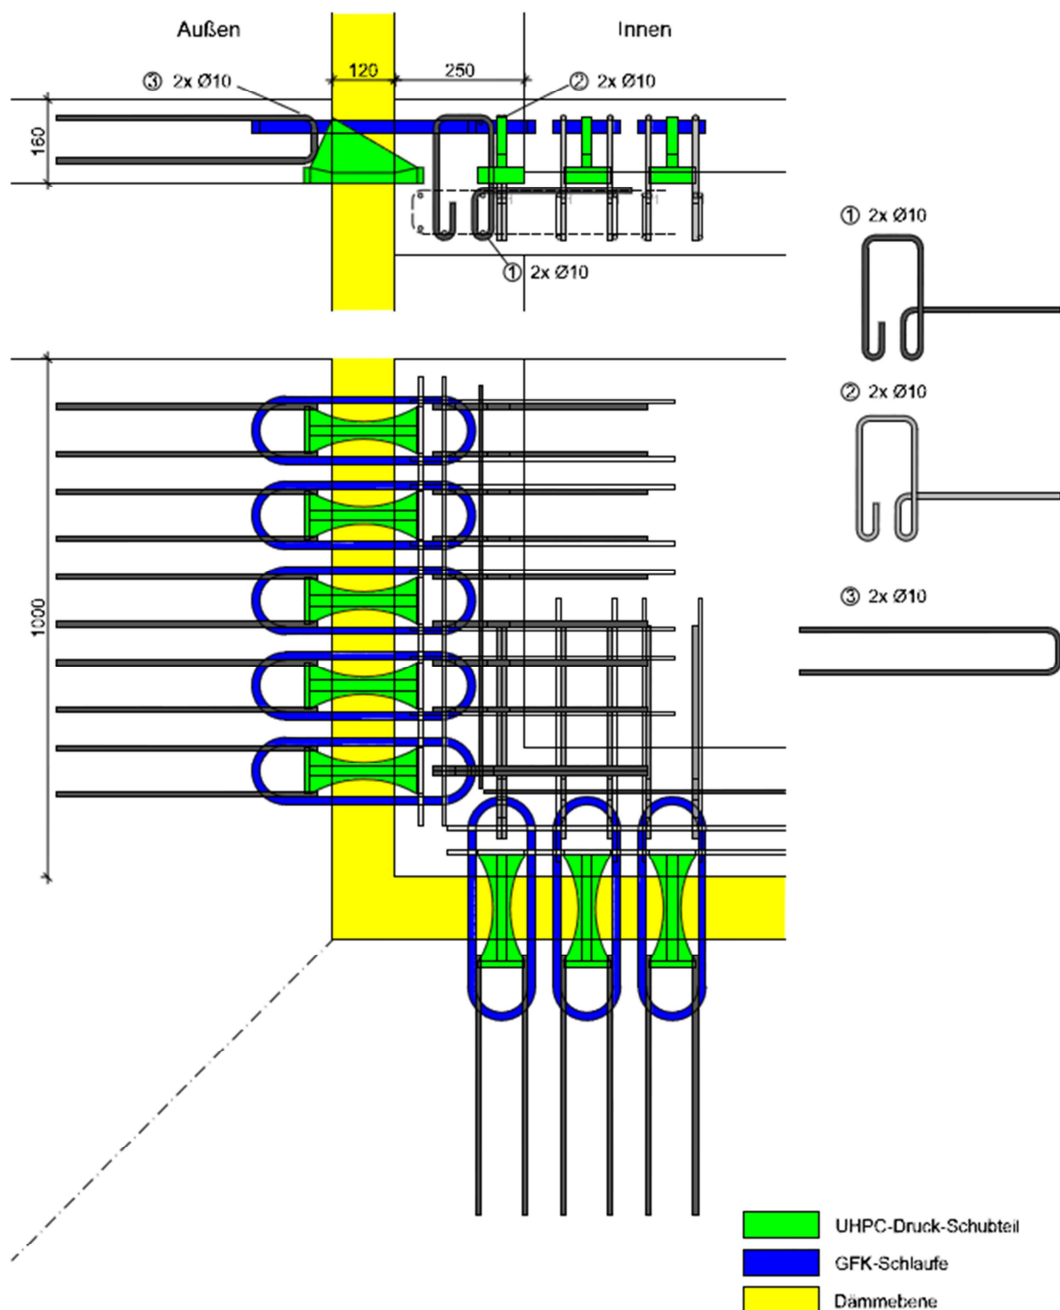 Außen
Innen
③ 2x Ø10
120
250
② 2x Ø10
160
① 2x Ø10
① 2x Ø10
② 2x Ø10
③ 2x Ø10
1000
UHPC-Druck-Schubteil
GFK-Schlaufe
Dämmebene